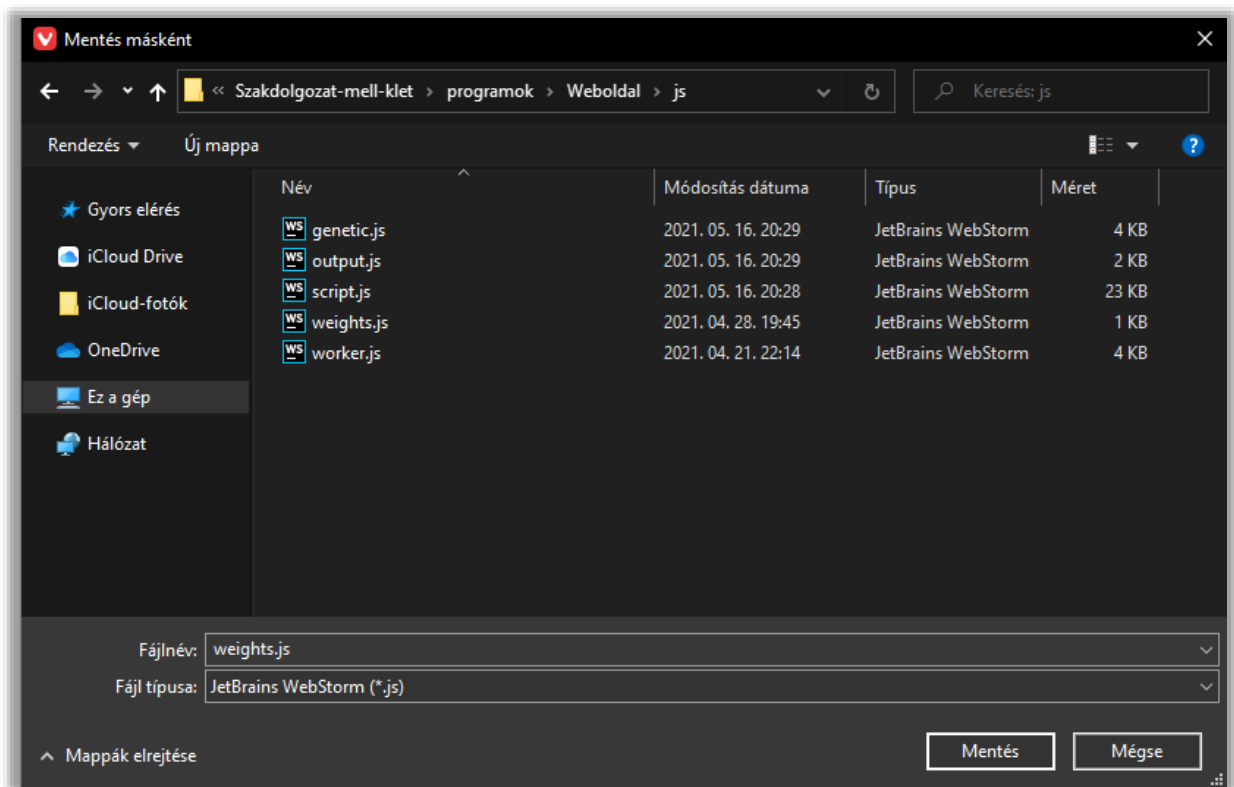 Mentés másként
« Szakdolgozat-mell-klet › programok › Weboldal › js
Keresés: js
Rendezés Új mappa
Név Módosítás dátuma Típus Méret
Gyors elérés
iCloud Drive
iCloud-fotók
OneDrive
Ez a gép
Hálózat
WS genetic.js 2021. 05. 16. 20:29 JetBrains WebStorm 4 KB
WS output.js 2021. 05. 16. 20:29 JetBrains WebStorm 2 KB
WS script.js 2021. 05. 16. 20:28 JetBrains WebStorm 23 KB
WS weights.js 2021. 04. 28. 19:45 JetBrains WebStorm 1 KB
WS worker.js 2021. 04. 21. 22:14 JetBrains WebStorm 4 KB
Fájlnév: weights.js
Fájl típusa: JetBrains WebStorm (*.js)
Mappák elrejtése
Mentés Mégse